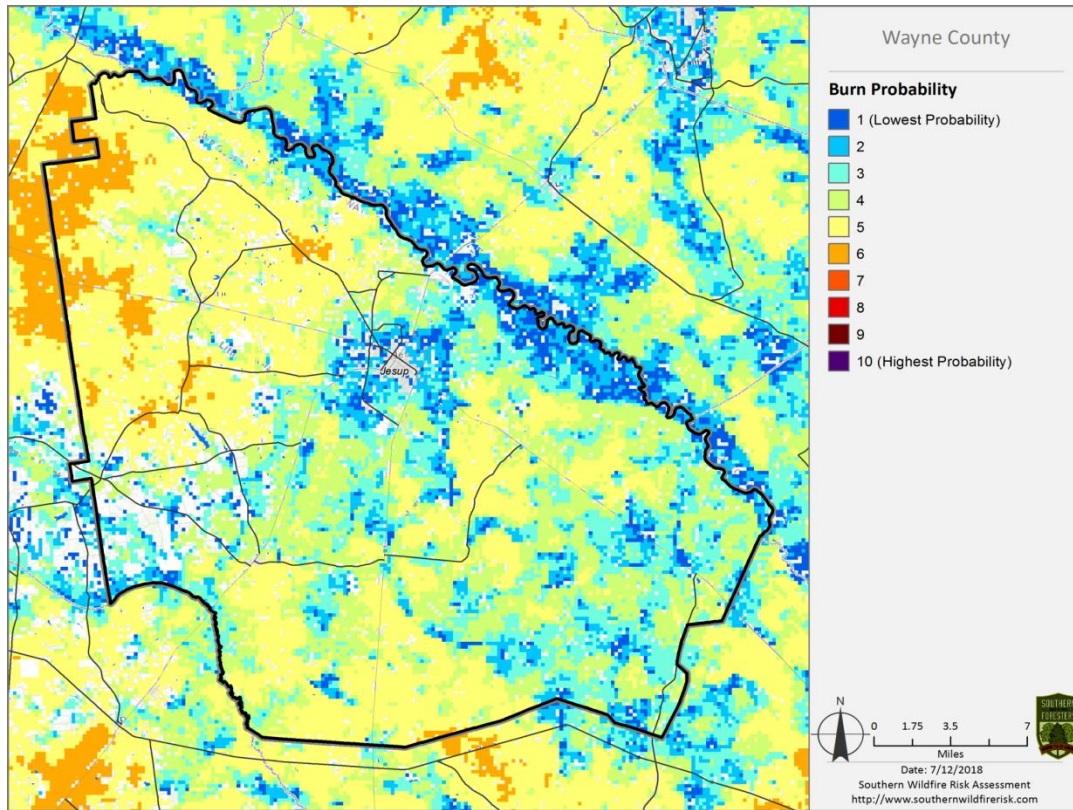 Wayne County
Burn Probability
1 (Lowest Probability)
2
3
4
5
6
7
8
9
10 (Highest Probability)
Jesup
N
0 1.75 3.5 7
Miles
Date: 7/12/2018
Southern Wildfire Risk Assessment
http://www.southernwildfirerisk.com
SOUTHERN
FORESTERS